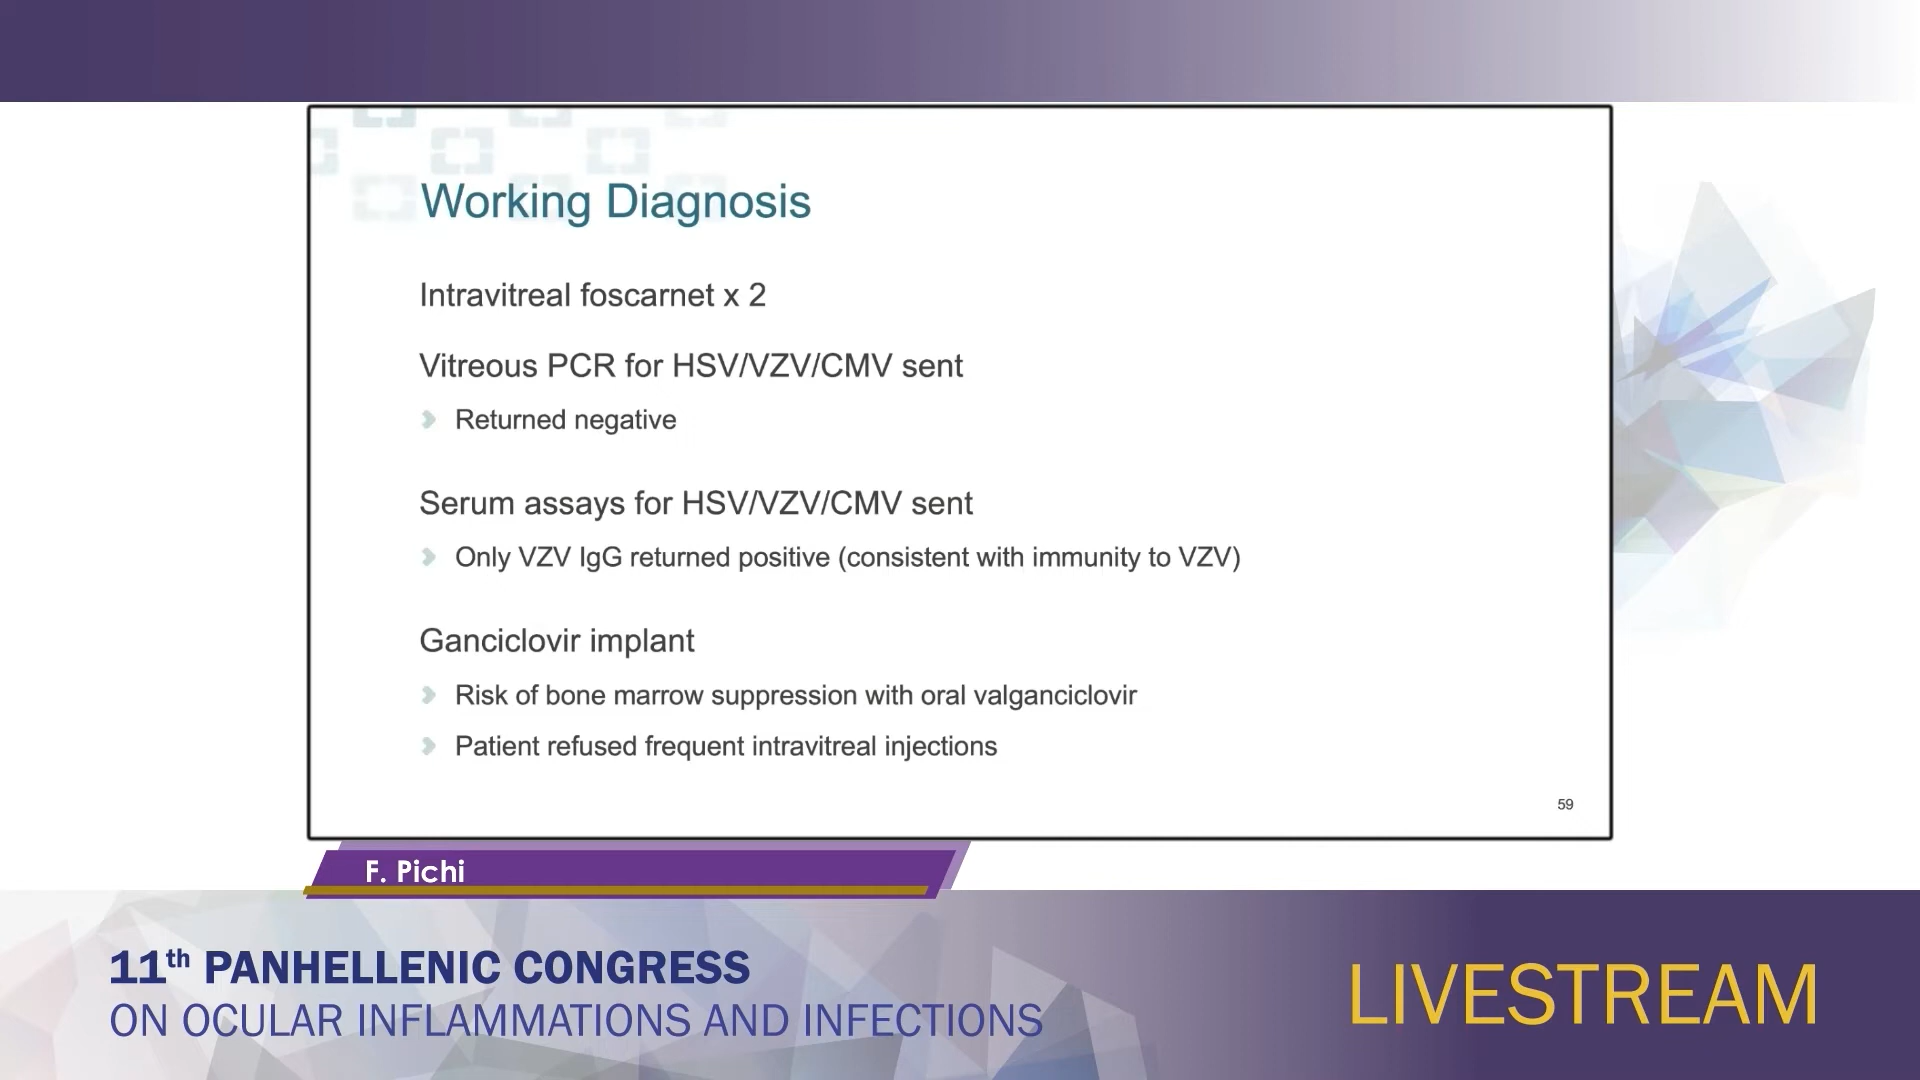 Working Diagnosis
Intravitreal foscarnet x 2
Vitreous PCR for HSV/VZV/CMV sent
Returned negative
Serum assays for HSV/VZV/CMV sent
Only VZV IgG returned positive (consistent with immunity to VZV)
Ganciclovir implant
Risk of bone marrow suppression with oral valganciclovir
Patient refused frequent intravitreal injections
59
F. Pichi
11th PANHELLENIC CONGRESS
ON OCULAR INFLAMMATIONS AND INFECTIONS
LIVESTREAM